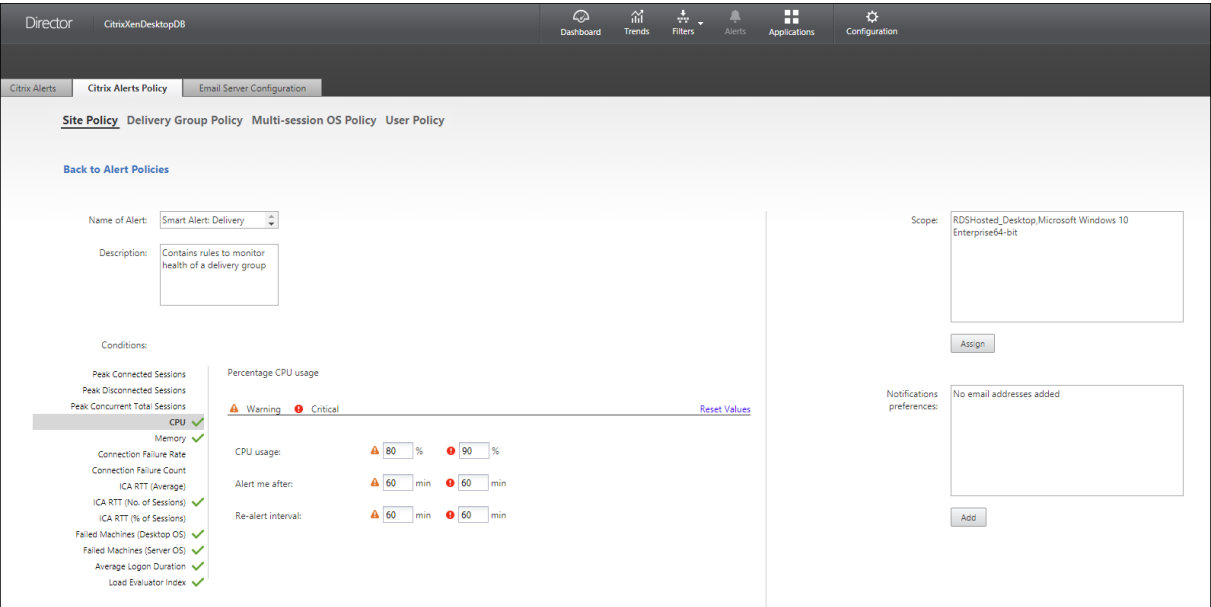 Director CitrixXenDesktopDB
Dashboard Trends Filters Alerts Applications Configuration
Citrix Alerts Citrix Alerts Policy Email Server Configuration
Site Policy Delivery Group Policy Multi-session OS Policy User Policy
Back to Alert Policies
Name of Alert: Smart Alert: Delivery
Description: Contains rules to monitor
health of a delivery group
Scope: RDSHosted_Desktop,Microsoft Windows 10
Enterprise64-bit
Assign
Conditions:
Peak Connected Sessions
Peak Disconnected Sessions
Peak Concurrent Total Sessions
CPU
Memory
Connection Failure Rate
Connection Failure Count
ICA RTT (Average)
ICA RTT (No. of Sessions)
ICA RTT (% of Sessions)
Failed Machines (Desktop OS)
Failed Machines (Server OS)
Average Logon Duration
Load Evaluator Index
Percentage CPU usage
Warning Critical Reset Values
CPU usage: 80 % 90 %
Alert me after: 60 min 60 min
Re-alert interval: 60 min 60 min
Notifications
preferences:
No email addresses added
Add